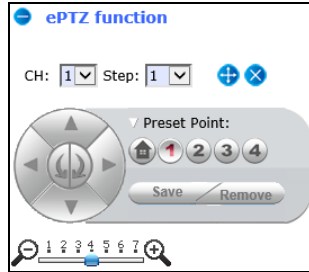 ePTZ function
CH: 1 Step: 1
Preset Point:
1 2 3 4
Save Remove
1 2 3 4 5 6 7